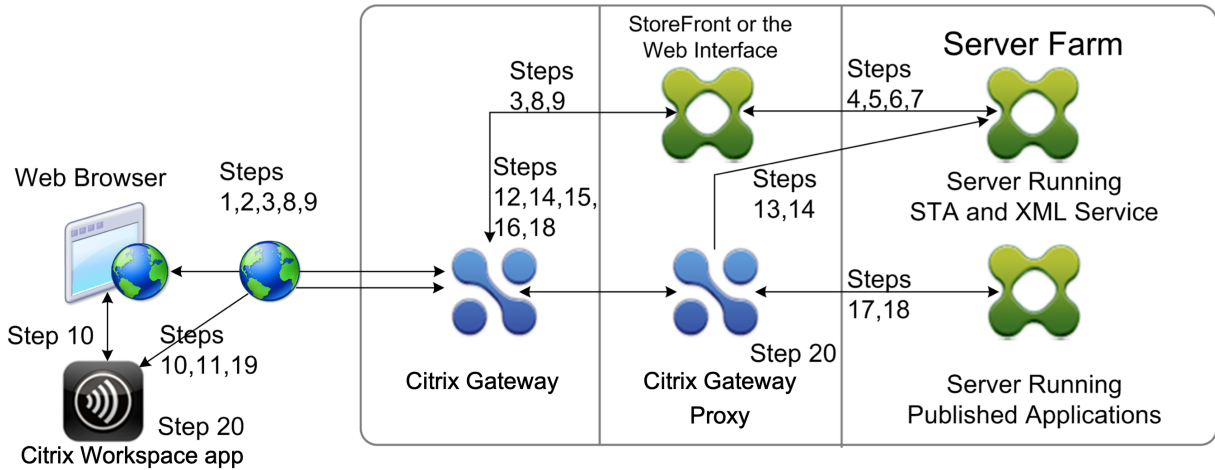 Web Browser
Steps
1,2,3,8,9
Step 10
Steps
10,11,19
Step 20
Citrix Workspace app
Steps
3,8,9
Steps
12,14,15,
16,18
Citrix Gateway
StoreFront or the
Web Interface
Steps
13,14
Step 20
Citrix Gateway
Proxy
Server Farm
Steps
4,5,6,7
Server Running
STA and XML Service
Steps
17,18
Server Running
Published Applications